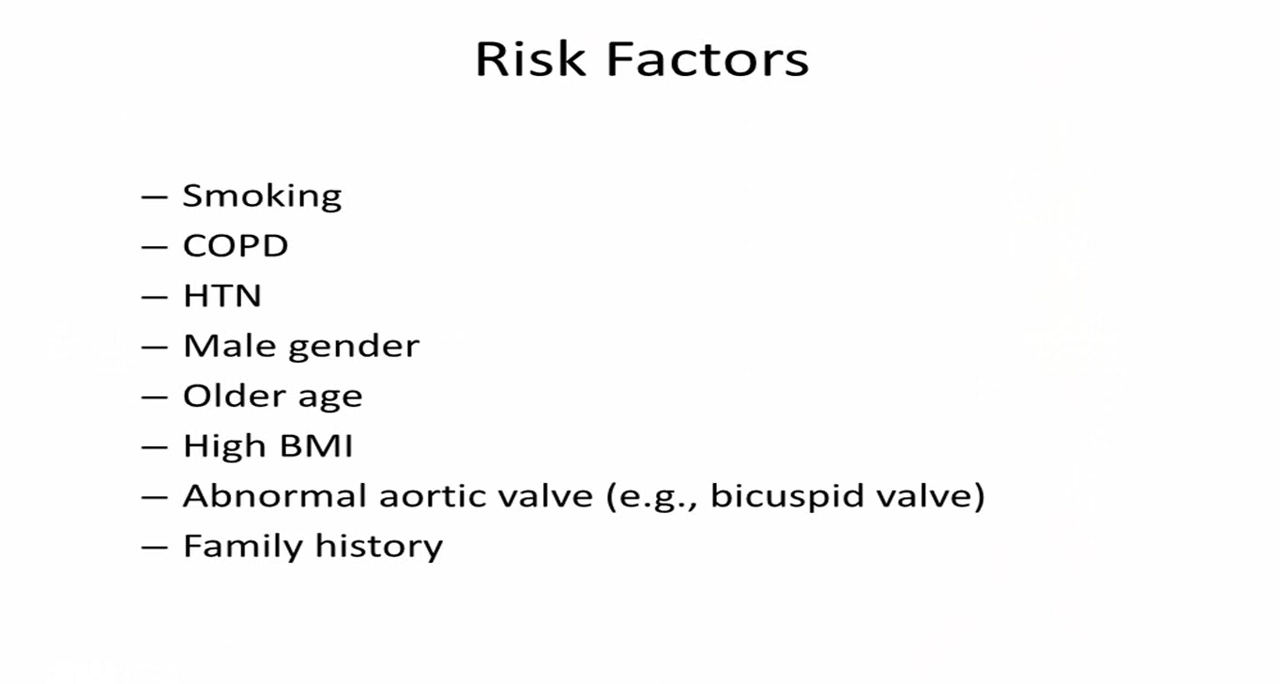 Risk Factors
— Smoking
— COPD
— HTN
— Male gender
— Older age
— High BMI
— Abnormal aortic valve (e.g., bicuspid valve)
— Family history